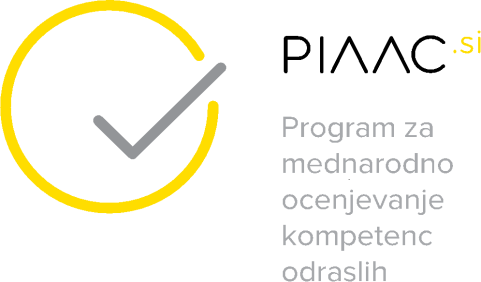 PIAAC.si
Program za
mednarodno
ocenjevanje
kompetenc
odraslih